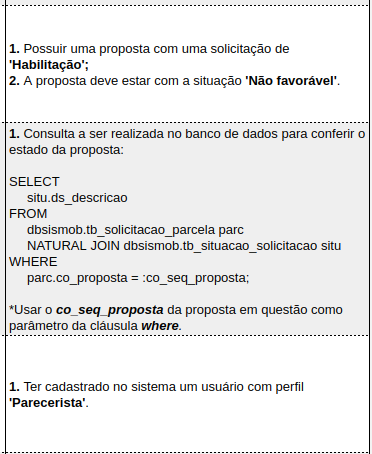 1. Possuir uma proposta com uma solicitação de
'Habilitação';
2. A proposta deve estar com a situação 'Não favorável'.
1. Consulta a ser realizada no banco de dados para conferir o
estado da proposta:
SELECT
situ.ds_descricao
FROM
dbsismob.tb_solicitacao_parcela parc
NATURAL JOIN dbsismob.tb_situacao_solicitacao situ
WHERE
parc.co_proposta = :co_seq_proposta;
*Usar o co_seq_proposta da proposta em questão como
parâmetro da cláusula where.
1. Ter cadastrado no sistema um usuário com perfil
'Parecerista'.